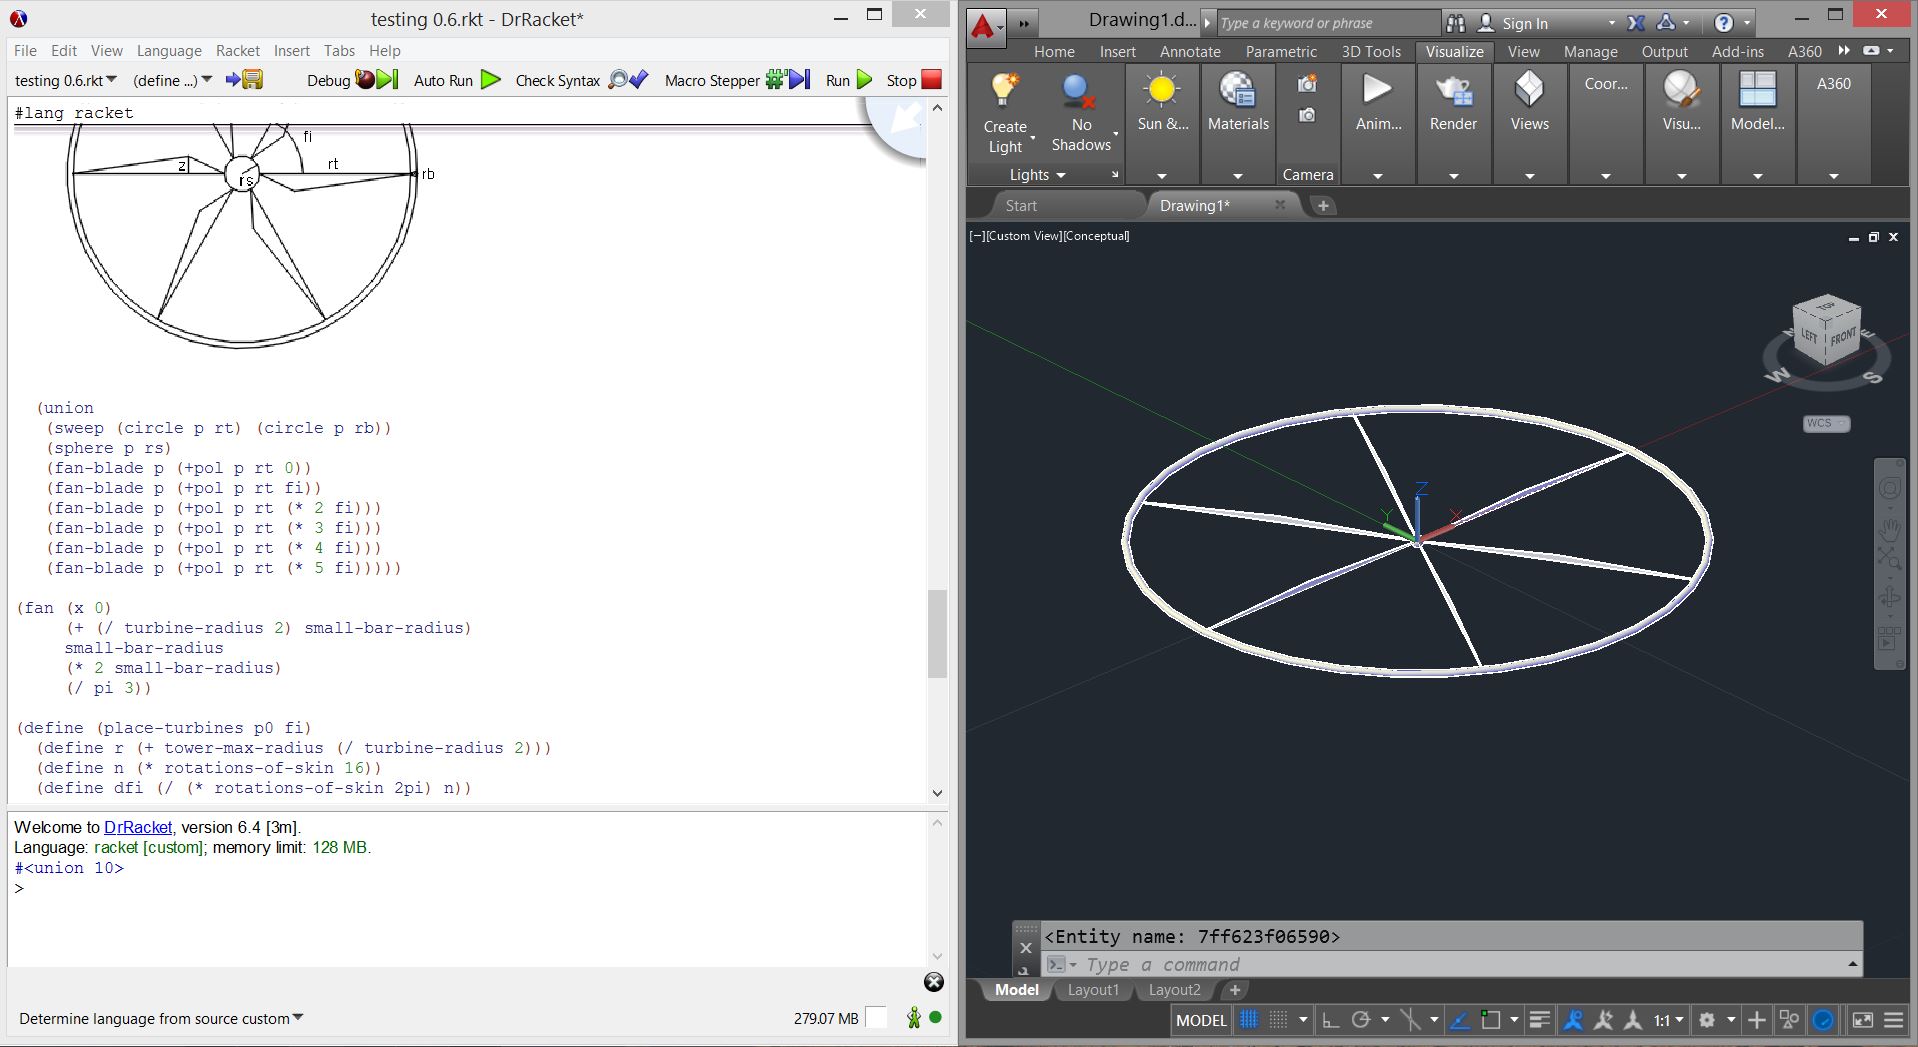 testing 0.6.rkt - DrRacket*
File Edit View Language Racket Insert Tabs Help
testing 0.6.rkt (define ...) Debug Auto Run Check Syntax Macro Stepper Run Stop
#lang racket
fi
z rt
rs rb
(union
(sweep (circle p rt) (circle p rb))
(sphere p rs)
(fan-blade p (+pol p rt 0))
(fan-blade p (+pol p rt fi))
(fan-blade p (+pol p rt (* 2 fi)))
(fan-blade p (+pol p rt (* 3 fi)))
(fan-blade p (+pol p rt (* 4 fi)))
(fan-blade p (+pol p rt (* 5 fi)))))
(fan (x 0)
(+ (/ turbine-radius 2) small-bar-radius)
small-bar-radius
(* 2 small-bar-radius)
(/ pi 3))
(define (place-turbines p0 fi)
(define r (+ tower-max-radius (/ turbine-radius 2)))
(define n (* rotations-of-skin 16))
(define dfi (/ (* rotations-of-skin 2pi) n))
Welcome to DrRacket, version 6.4 [3m].
Language: racket [custom]; memory limit: 128 MB.
#<union 10>
>
Determine language from source custom 279.07 MB
Drawing1.d... Type a keyword or phrase Sign In
Home Insert Annotate Parametric 3D Tools Visualize View Manage Output Add-ins A360
Create Light
No Shadows
Sun &... Materials Anim... Render Views Coor... Visu... Model... A360
Lights Camera
Start Drawing1*
[−][Custom View][Conceptual]
TOP
LEFT FRONT
N E
W S
WCS
Z
Y X
<Entity name: 7ff623f06590>
Type a command
Model Layout1 Layout2
MODEL 1:1